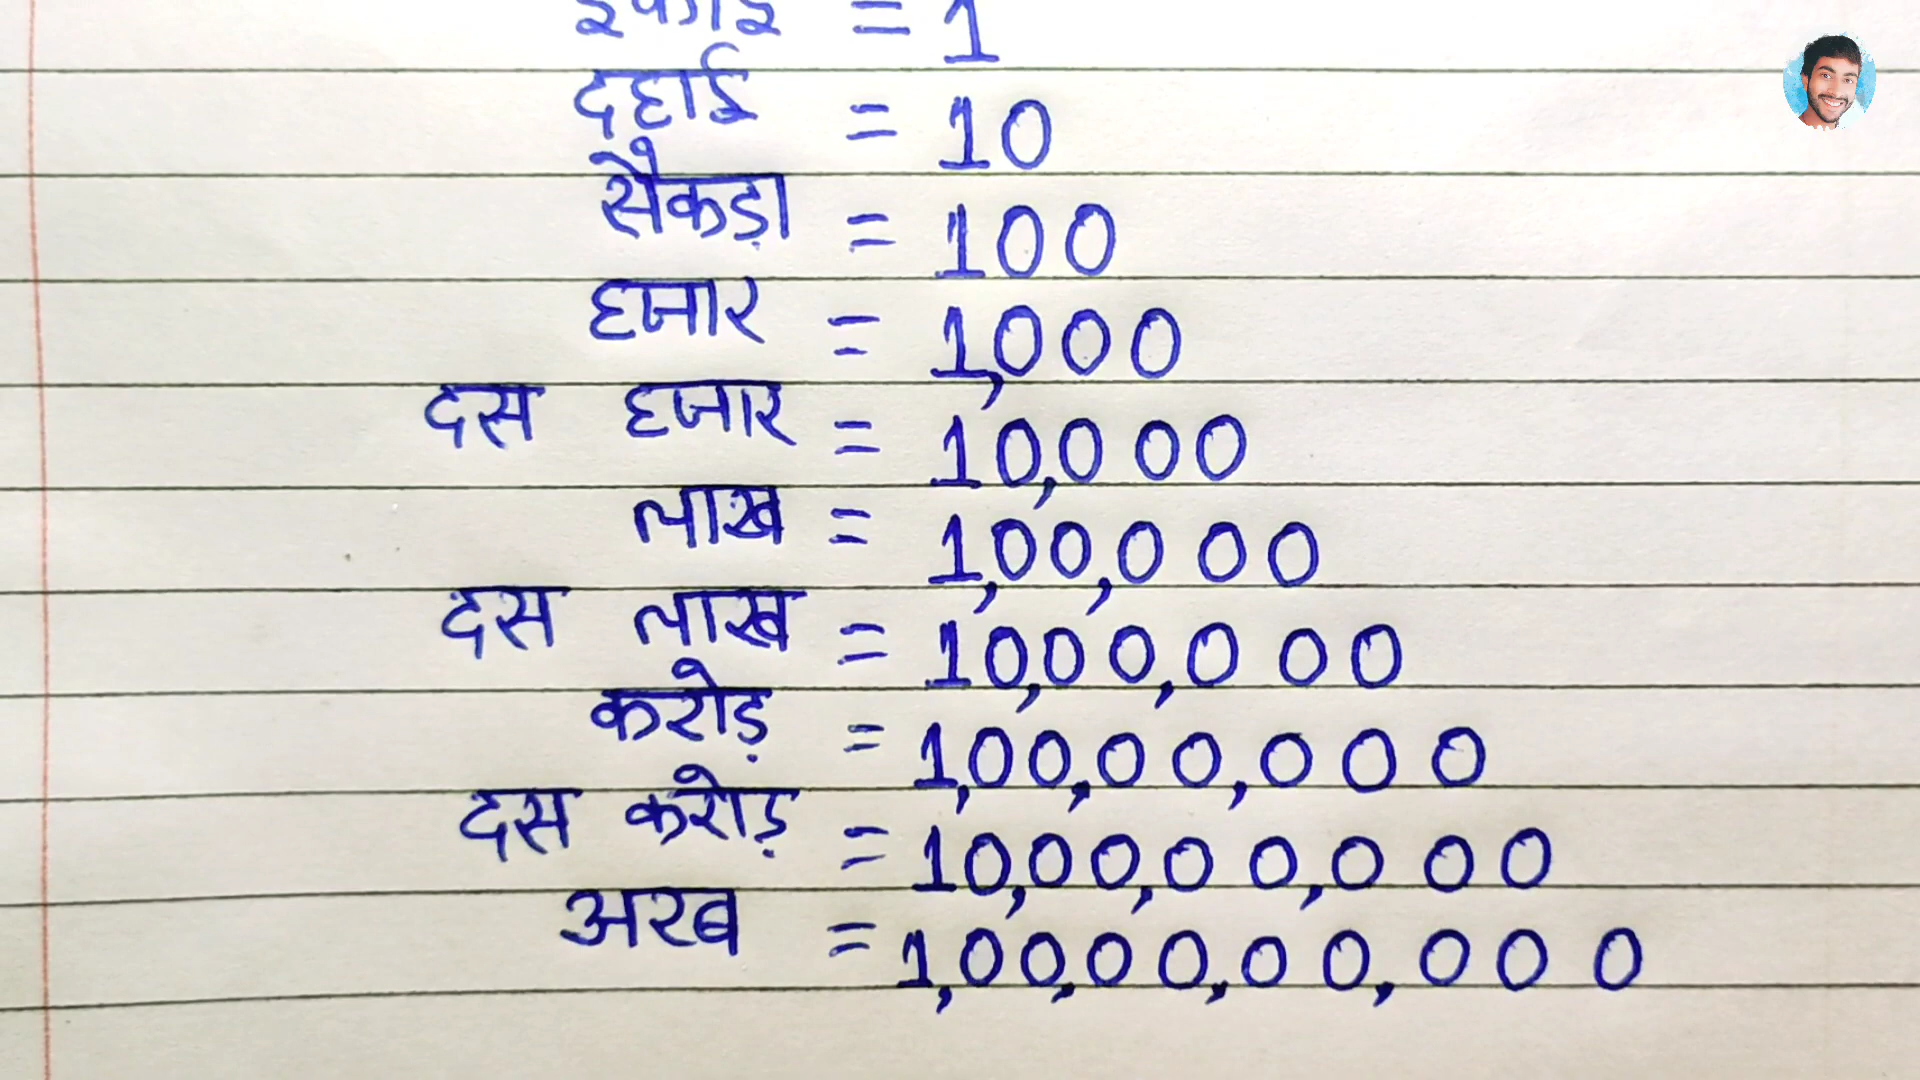 इकाई = 1
दहाई = 10
सैकड़ा = 100
हजार = 1,000
दस हजार = 10,000
लाख = 1,00,000
दस लाख = 10,00,000
करोड़ = 1,00,00,000
दस करोड़ = 10,00,00,000
अरब = 1,00,00,00,000